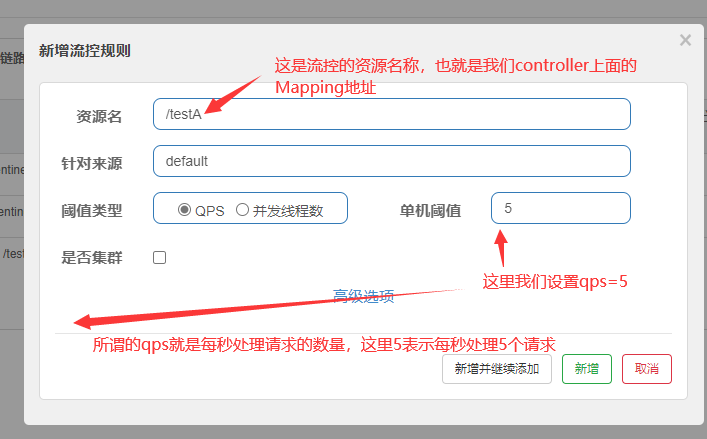 新增流控规则
×
链路
这是流控的资源名称，也就是我们controller上面的
Mapping地址
资源名 /testA
针对来源 default
阈值类型 QPS 并发线程数 单机阈值 5
是否集群
这里我们设置qps=5
高级选项
所谓的qps就是每秒处理请求的数量，这里5表示每秒处理5个请求
新增并继续添加 新增 取消
entine
entine
/test